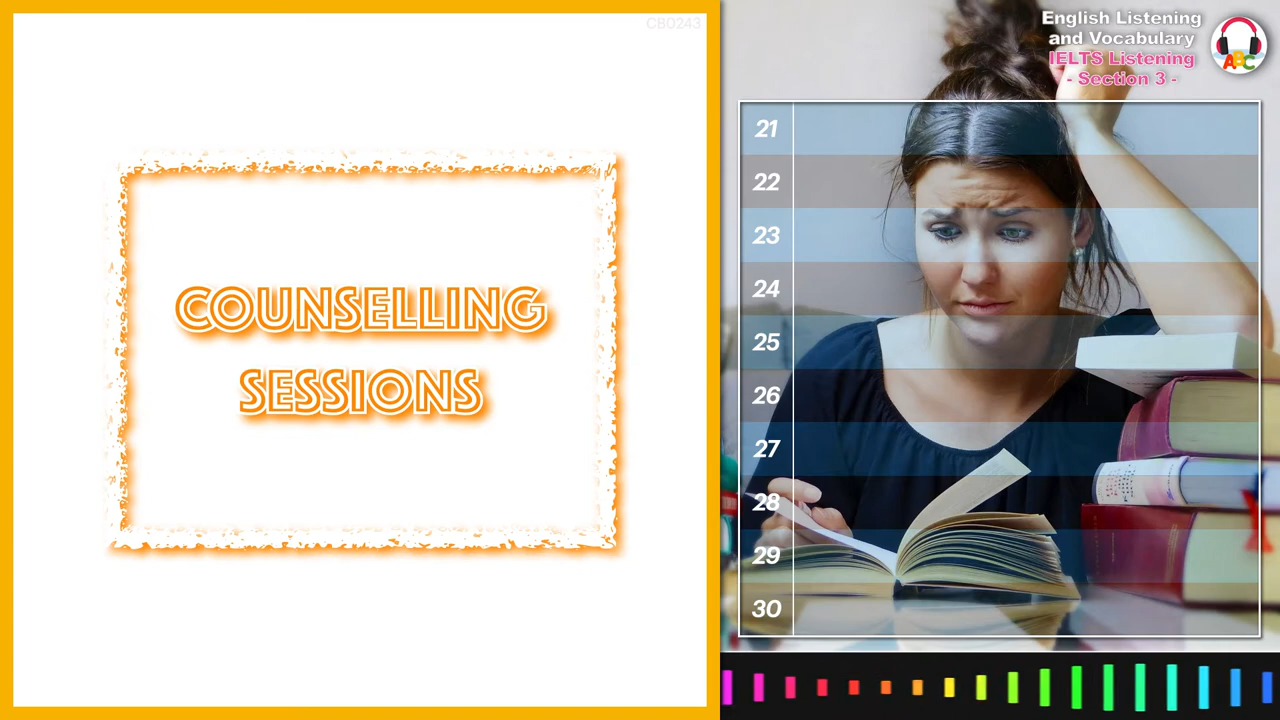 CB0243
COUNSELLING
SESSIONS
English Listening
and Vocabulary
IELTS Listening
- Section 3 -
ABC
21
22
23
24
25
26
27
28
29
30